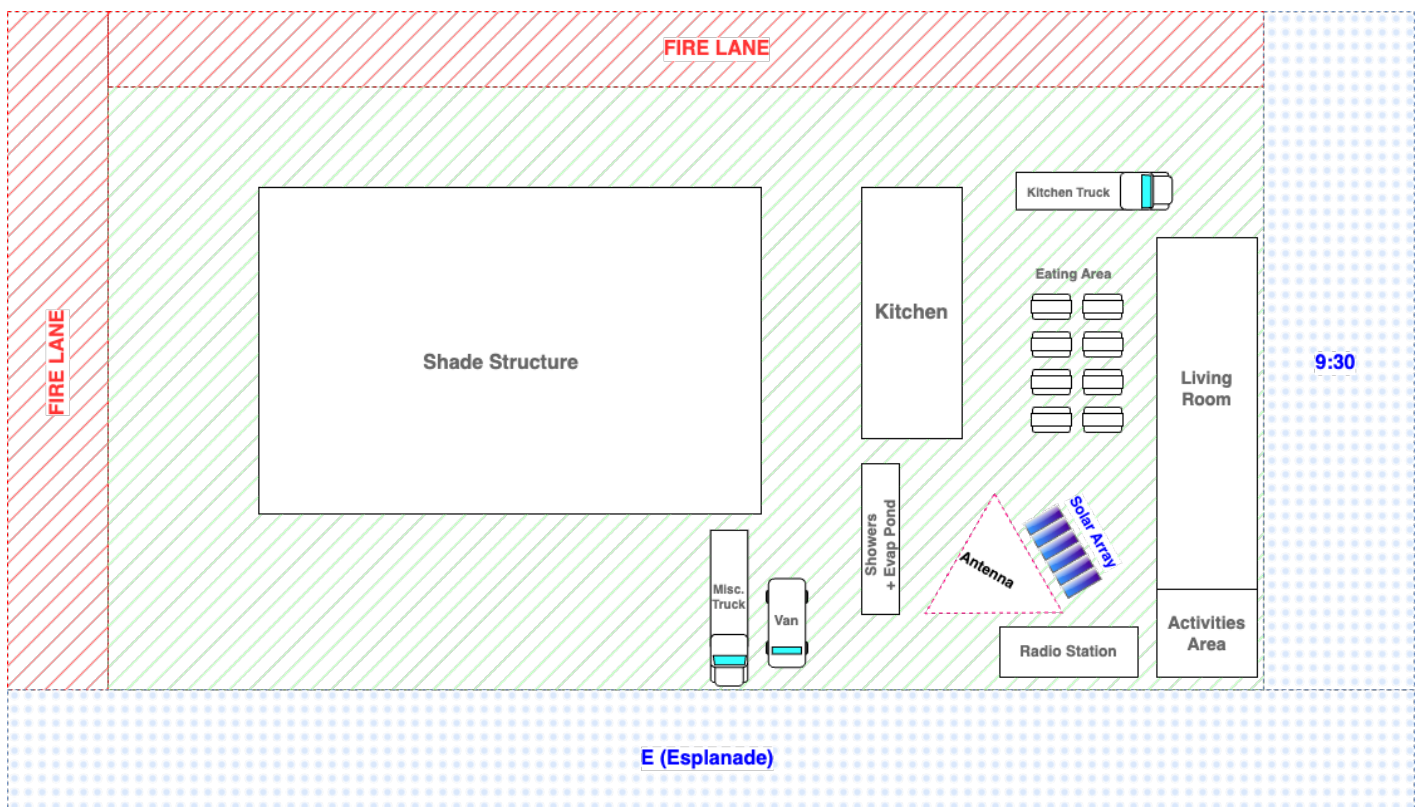 FIRE LANE
FIRE LANE
Shade Structure
Kitchen
Kitchen Truck
Eating Area
Living
Room
9:30
Showers
+ Evap Pond
Solar Array
Antenna
Misc.
Truck
Van
Radio Station
Activities
Area
E (Esplanade)